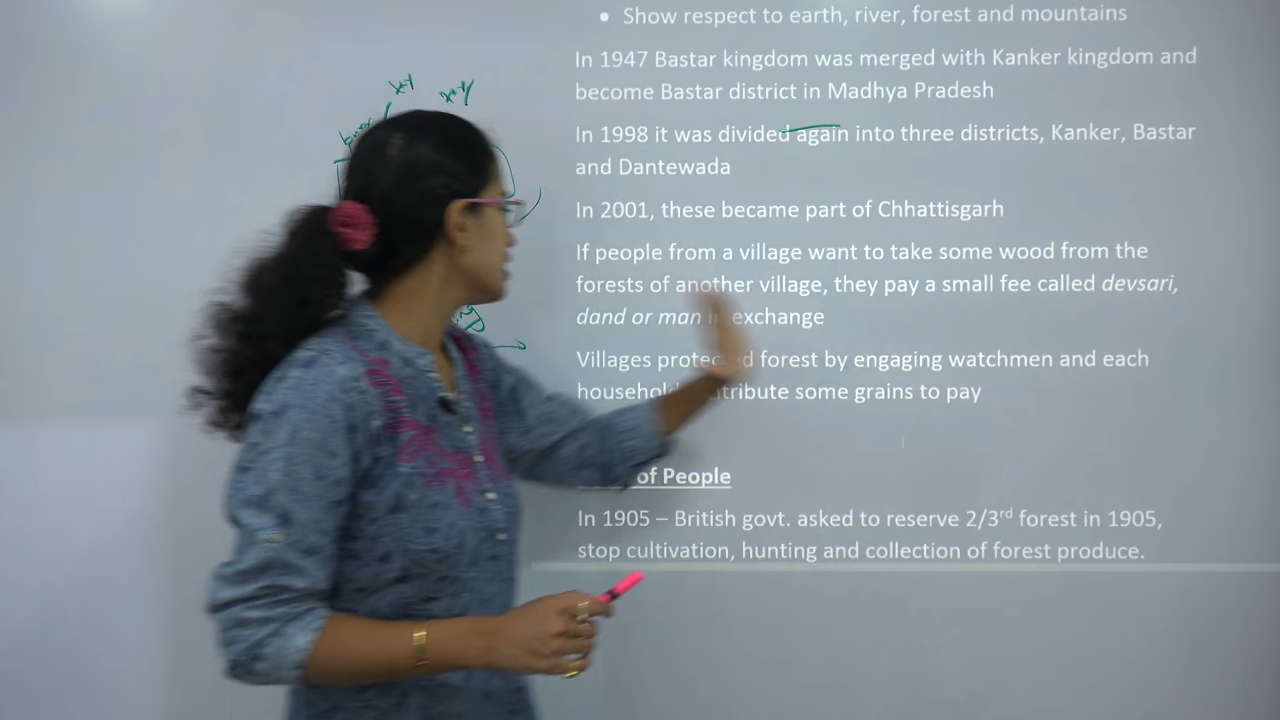 • Show respect to earth, river, forest and mountains
In 1947 Bastar kingdom was merged with Kanker kingdom and
become Bastar district in Madhya Pradesh
In 1998 it was divided again into three districts, Kanker, Bastar
and Dantewada
In 2001, these became part of Chhattisgarh
If people from a village want to take some wood from the
forests of another village, they pay a small fee called devsari,
dand or man exchange
Villages forest by engaging watchmen and each
some grains to pay
of People
In 1905 – British govt. asked to reserve 2/3rd forest in 1905,
stop cultivation, hunting and collection of forest produce.